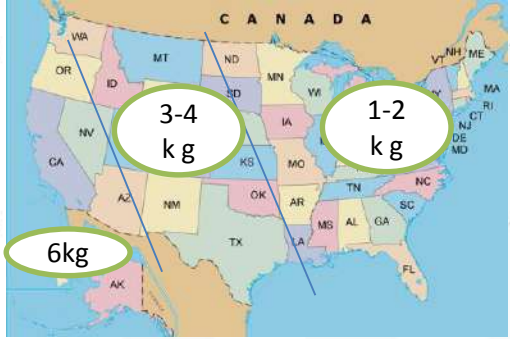 C A N A D A
WA
MT
ND
MN
VT
NH
ME
OR
ID
SD
WI
MA
RI
CT
NJ
DE
MD
3-4
k g
1-2
k g
IA
NV
CA
KS
MO
AZ
NM
OK
AR
TN
NC
SC
MS
AL
GA
TX
LA
FL
6kg
AK